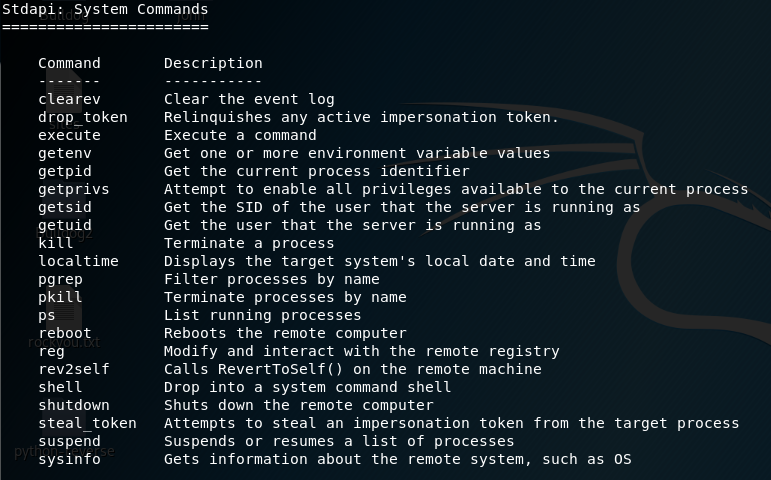 Stdapi: System Commands
=======================
Command Description
------- -----------
clearev Clear the event log
drop_token Relinquishes any active impersonation token.
execute Execute a command
getenv Get one or more environment variable values
getpid Get the current process identifier
getprivs Attempt to enable all privileges available to the current process
getsid Get the SID of the user that the server is running as
getuid Get the user that the server is running as
kill Terminate a process
localtime Displays the target system's local date and time
pgrep Filter processes by name
pkill Terminate processes by name
ps List running processes
reboot Reboots the remote computer
reg Modify and interact with the remote registry
rev2self Calls RevertToSelf() on the remote machine
shell Drop into a system command shell
shutdown Shuts down the remote computer
steal_token Attempts to steal an impersonation token from the target process
suspend Suspends or resumes a list of processes
sysinfo Gets information about the remote system, such as OS
rockyou.txt